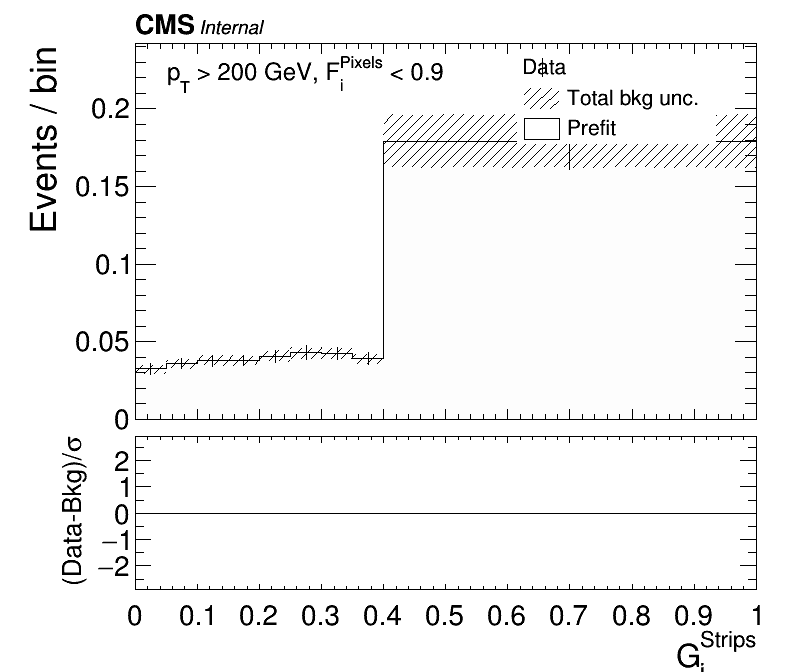 CMS Internal
p_T > 200 GeV, F_i^Pixels < 0.9
Data
Total bkg unc.
Prefit
Events / bin
0.2
0.15
0.1
0.05
0
(Data-Bkg)/σ
2
1
0
−1
−2
0 0.1 0.2 0.3 0.4 0.5 0.6 0.7 0.8 0.9 1
G_i^Strips